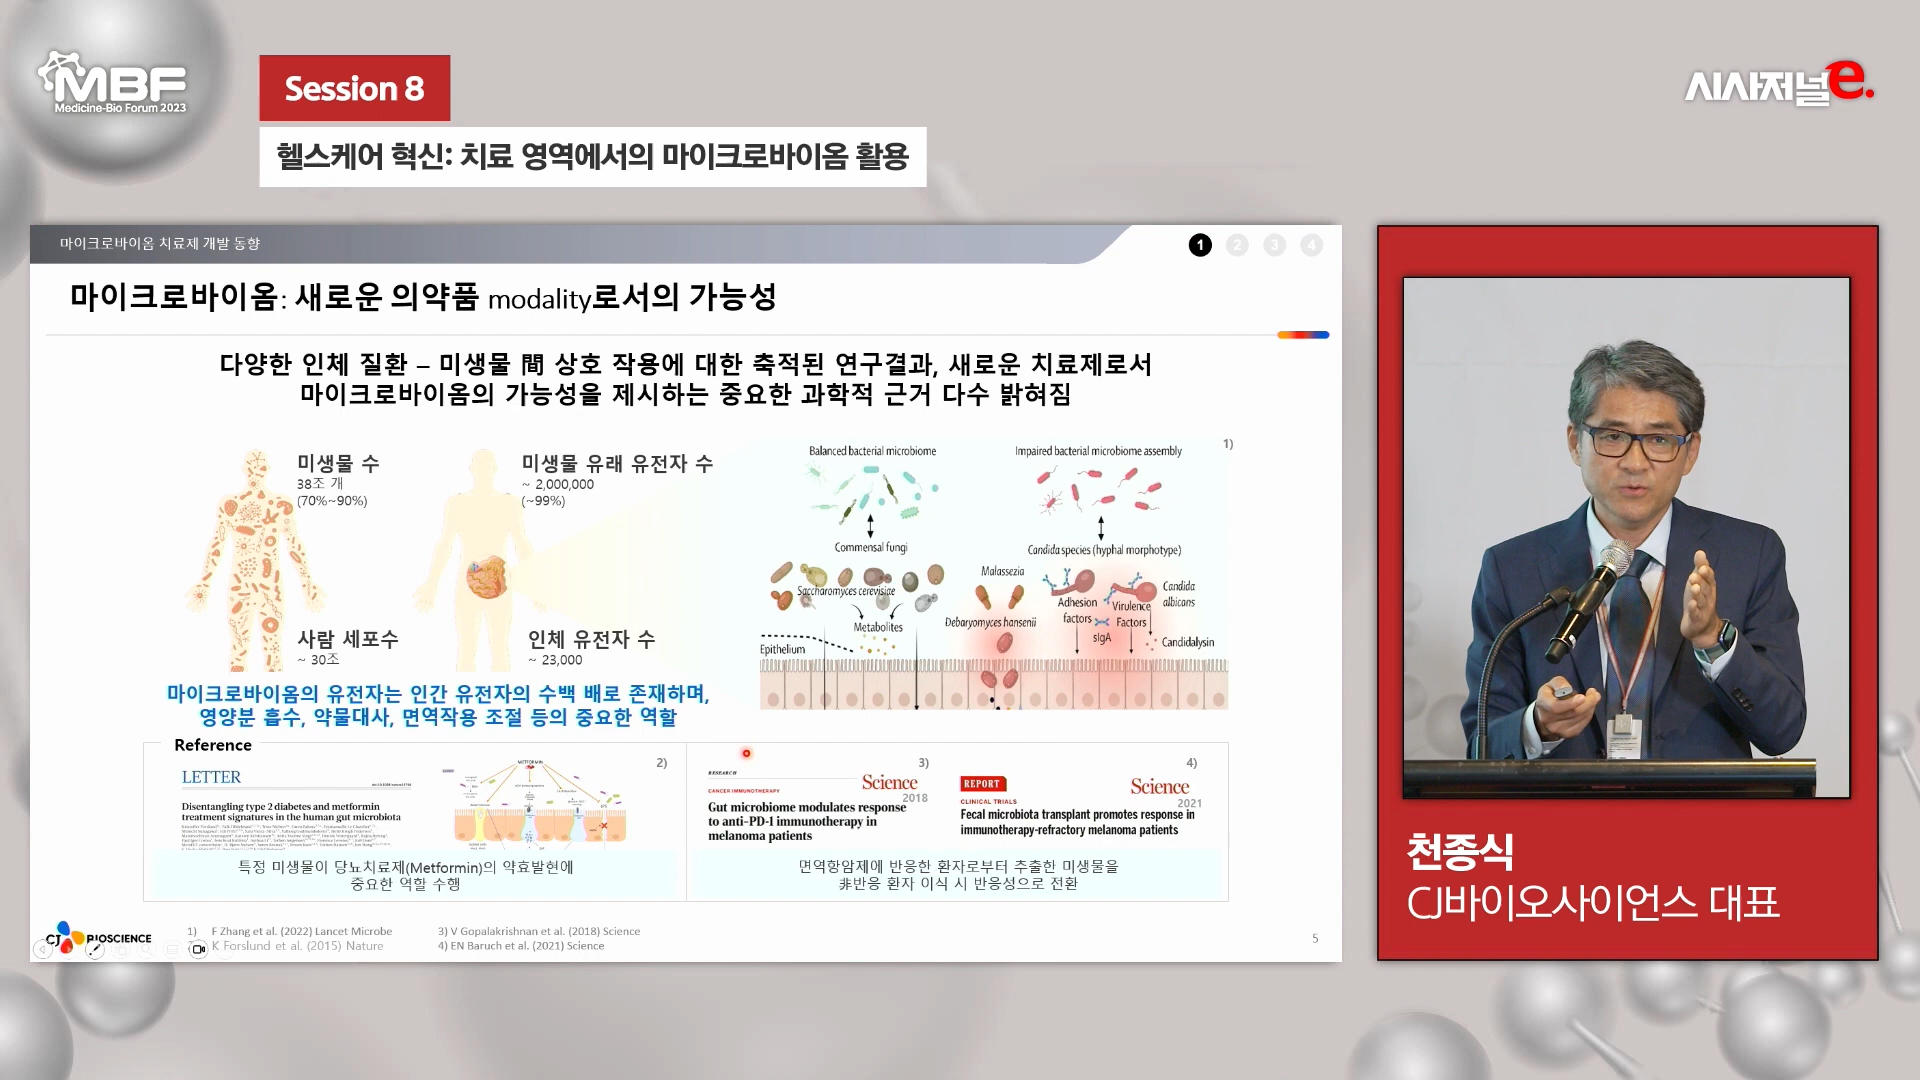 MBF
Medicine-Bio Forum 2023
Session 8
헬스케어 혁신: 치료 영역에서의 마이크로바이옴 활용
시사저널e.
마이크로바이옴 치료제 개발 동향
1 2 3 4
마이크로바이옴: 새로운 의약품 modality로서의 가능성
다양한 인체 질환 – 미생물 間 상호 작용에 대한 축적된 연구결과, 새로운 치료제로서
마이크로바이옴의 가능성을 제시하는 중요한 과학적 근거 다수 밝혀짐
미생물 수
38조 개
(70%~90%)
사람 세포수
~ 30조
미생물 유래 유전자 수
~ 2,000,000
(~99%)
인체 유전자 수
~ 23,000
마이크로바이옴의 유전자는 인간 유전자의 수백 배로 존재하며,
영양분 흡수, 약물대사, 면역작용 조절 등의 중요한 역할
1)
Balanced bacterial microbiome
Impaired bacterial microbiome assembly
Commensal fungi
Candida species (hyphal morphotype)
Saccharomyces cerevisiae
Malassezia
Metabolites
Debaryomyces hansenii
Adhesion
factors
Virulence
Factors
sIgA
Candida
albicans
Candidalysin
Epithelium
Reference
LETTER
2)
Disentangling type 2 diabetes and metformin
treatment signatures in the human gut microbiota
METFORMIN
특정 미생물이 당뇨치료제(Metformin)의 약효발현에
중요한 역할 수행
3)
RESEARCH
Science
2018
CANCER IMMUNOTHERAPY
Gut microbiome modulates response
to anti-PD-1 immunotherapy in
melanoma patients
4)
REPORT
Science
2021
CLINICAL TRIALS
Fecal microbiota transplant promotes response in
immunotherapy-refractory melanoma patients
면역항암제에 반응한 환자로부터 추출한 미생물을
非반응 환자 이식 시 반응성으로 전환
CJ BIOSCIENCE
1) F Zhang et al. (2022) Lancet Microbe
K Forslund et al. (2015) Nature
3) V Gopalakrishnan et al. (2018) Science
4) EN Baruch et al. (2021) Science
5
천종식
CJ바이오사이언스 대표